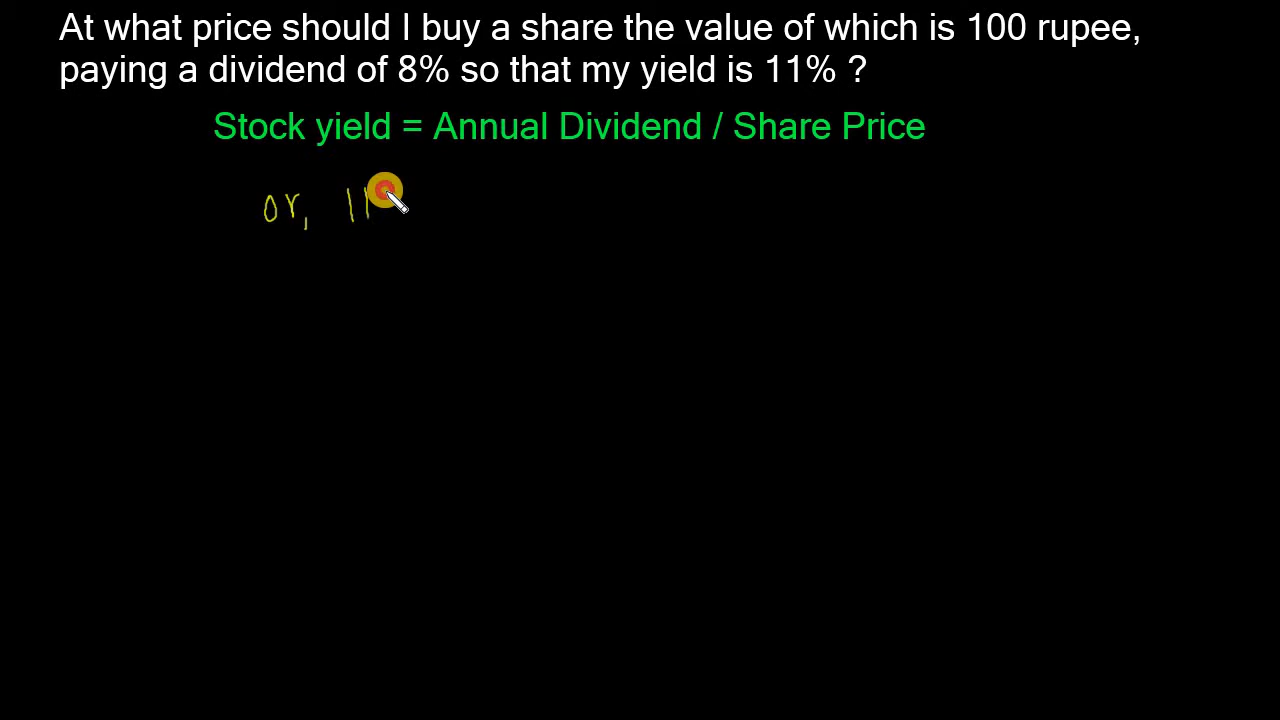 At what price should I buy a share the value of which is 100 rupee,
paying a dividend of 8% so that my yield is 11% ?
Stock yield = Annual Dividend / Share Price
or, 11